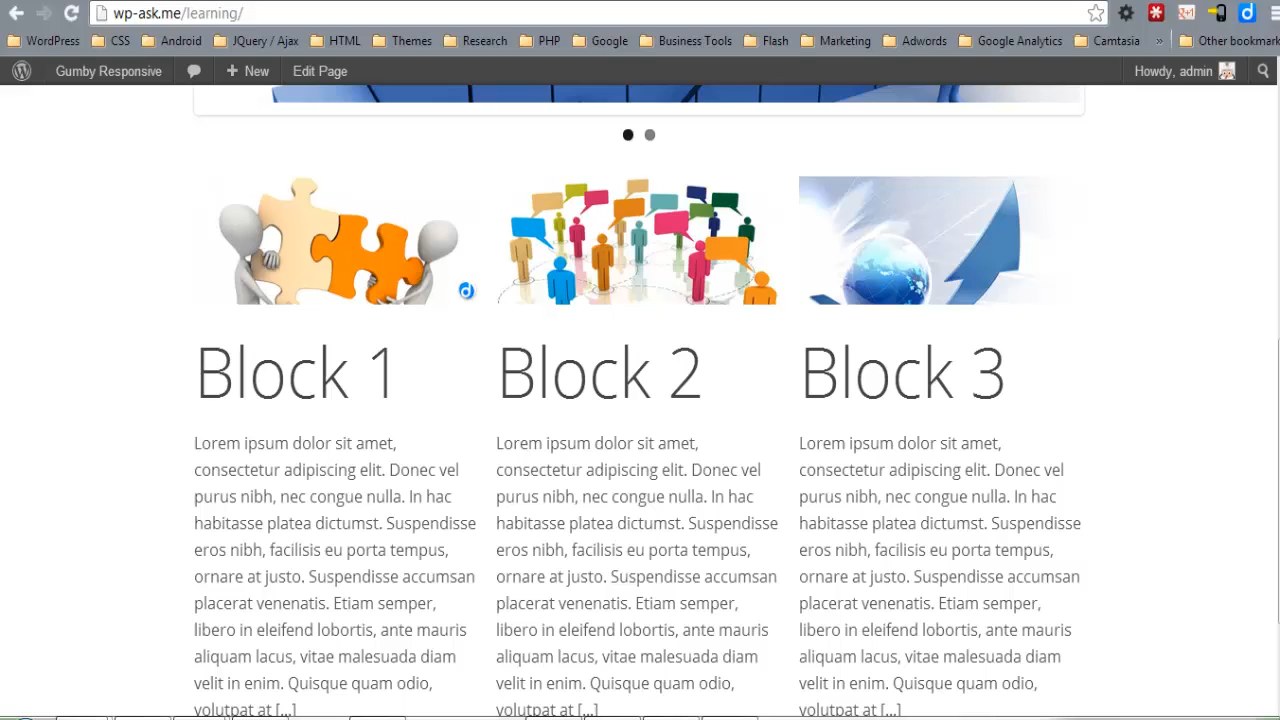 wp-ask.me/learning/
WordPress CSS Android JQuery / Ajax HTML Themes Research PHP Google Business Tools Flash Marketing Adwords Google Analytics Camtasia » Other bookmark
Gumby Responsive + New Edit Page Howdy, admin
Block 1
Lorem ipsum dolor sit amet,
consectetur adipiscing elit. Donec vel
purus nibh, nec congue nulla. In hac
habitasse platea dictumst. Suspendisse
eros nibh, facilisis eu porta tempus,
ornare at justo. Suspendisse accumsan
placerat venenatis. Etiam semper,
libero in eleifend lobortis, ante mauris
aliquam lacus, vitae malesuada diam
velit in enim. Quisque quam odio,
volutpat at [...]
Block 2
Lorem ipsum dolor sit amet,
consectetur adipiscing elit. Donec vel
purus nibh, nec congue nulla. In hac
habitasse platea dictumst. Suspendisse
eros nibh, facilisis eu porta tempus,
ornare at justo. Suspendisse accumsan
placerat venenatis. Etiam semper,
libero in eleifend lobortis, ante mauris
aliquam lacus, vitae malesuada diam
velit in enim. Quisque quam odio,
volutpat at [...]
Block 3
Lorem ipsum dolor sit amet,
consectetur adipiscing elit. Donec vel
purus nibh, nec congue nulla. In hac
habitasse platea dictumst. Suspendisse
eros nibh, facilisis eu porta tempus,
ornare at justo. Suspendisse accumsan
placerat venenatis. Etiam semper,
libero in eleifend lobortis, ante mauris
aliquam lacus, vitae malesuada diam
velit in enim. Quisque quam odio,
volutpat at [...]